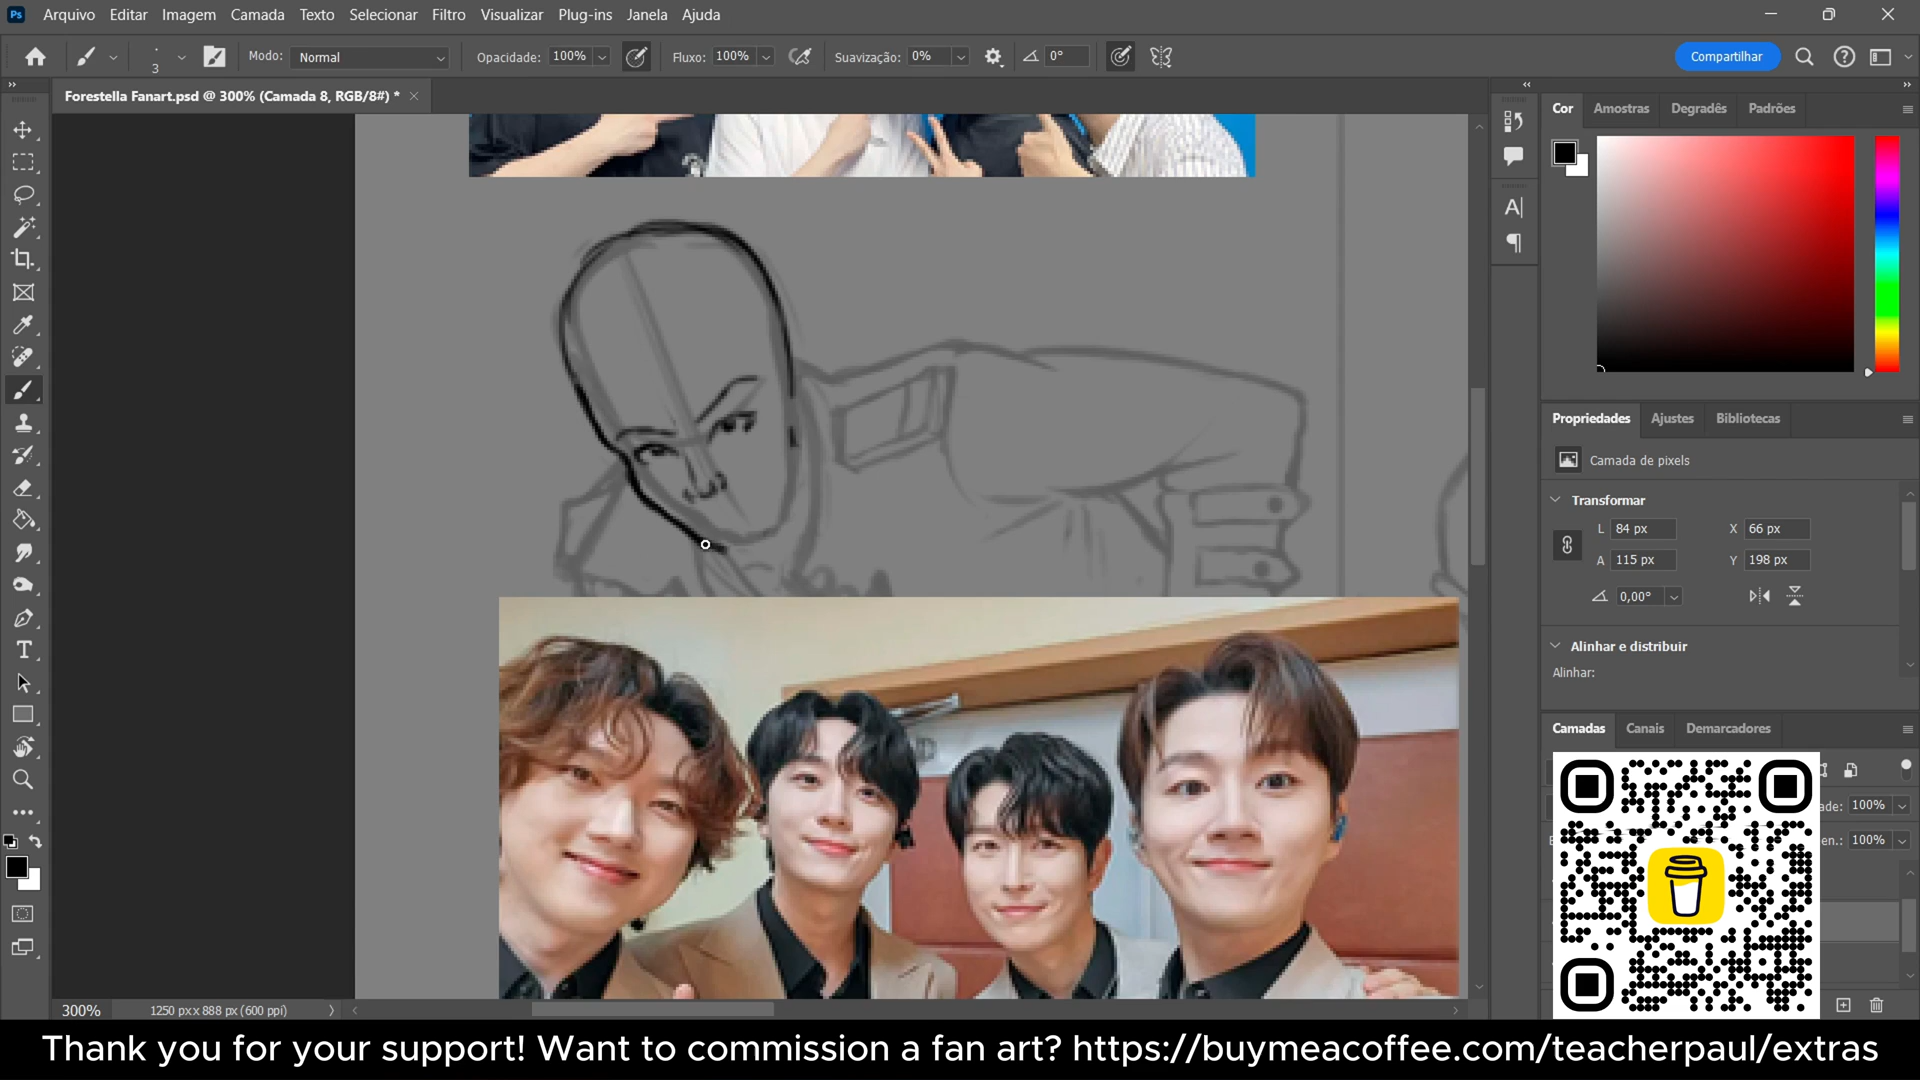 Ps Arquivo Editar Imagem Camada Texto Selecionar Filtro Visualizar Plug-ins Janela Ajuda
3 Modo: Normal Opacidade: 100% Fluxo: 100% Suavização: 0% 0° Compartilhar
Forestella Fanart.psd @ 300% (Camada 8, RGB/8#) *
Cor Amostras Degradês Padrões
Propriedades Ajustes Bibliotecas
Camada de pixels
Transformar
L 84 px X 66 px
A 115 px Y 198 px
0,00°
Alinhar e distribuir
Alinhar:
Camadas Canais Demarcadores
ade: 100%
en.: 100%
300% 1250 px x 888 px (600 ppi)
Thank you for your support! Want to commission a fan art? https://buymeacoffee.com/teacherpaul/extras